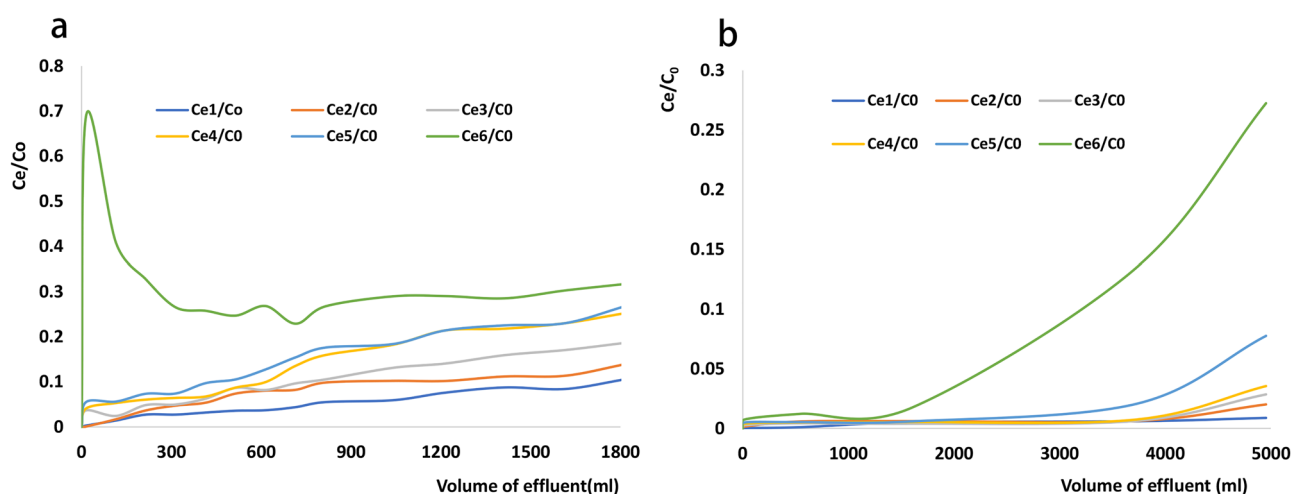 a
Ce/Co
0.8
0.7
0.6
0.5
0.4
0.3
0.2
0.1
0
Ce1/Co Ce2/C0 Ce3/C0
Ce4/C0 Ce5/C0 Ce6/C0
0 300 600 900 1200 1500 1800
Volume of effluent(ml)
b
Ce/C₀
0.3
0.25
0.2
0.15
0.1
0.05
0
Ce1/C0 Ce2/C0 Ce3/C0
Ce4/C0 Ce5/C0 Ce6/C0
0 1000 2000 3000 4000 5000
Volume of effluent (ml)